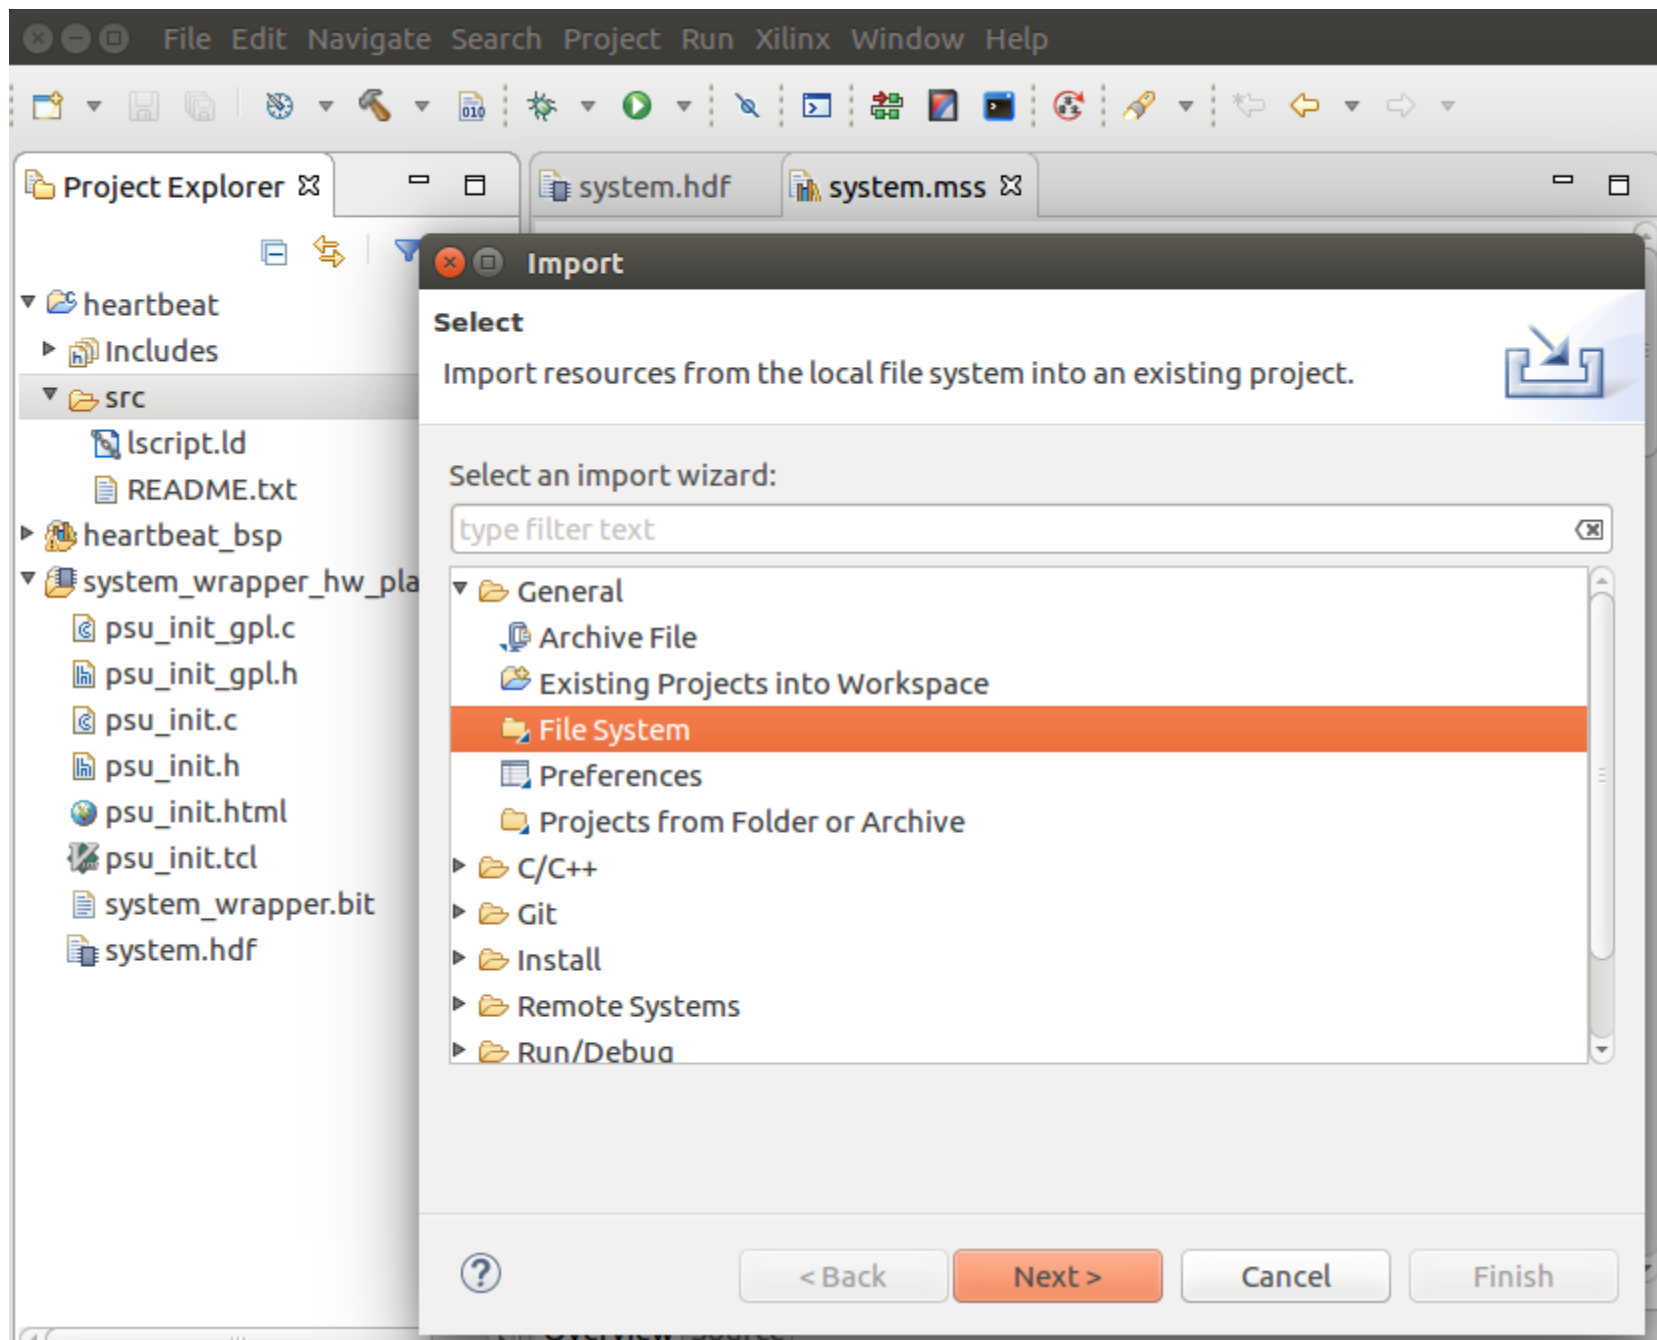 File Edit Navigate Search Project Run Xilinx Window Help
010
Project Explorer
system.hdf
system.mss
heartbeat
Includes
src
lscript.ld
README.txt
heartbeat_bsp
system_wrapper_hw_pla
psu_init_gpl.c
psu_init_gpl.h
psu_init.c
psu_init.h
psu_init.html
psu_init.tcl
system_wrapper.bit
system.hdf
Import
Select
Import resources from the local file system into an existing project.
Select an import wizard:
type filter text
General
Archive File
Existing Projects into Workspace
File System
Preferences
Projects from Folder or Archive
C/C++
Git
Install
Remote Systems
Run/Debug
? < Back Next > Cancel Finish
Overview Source